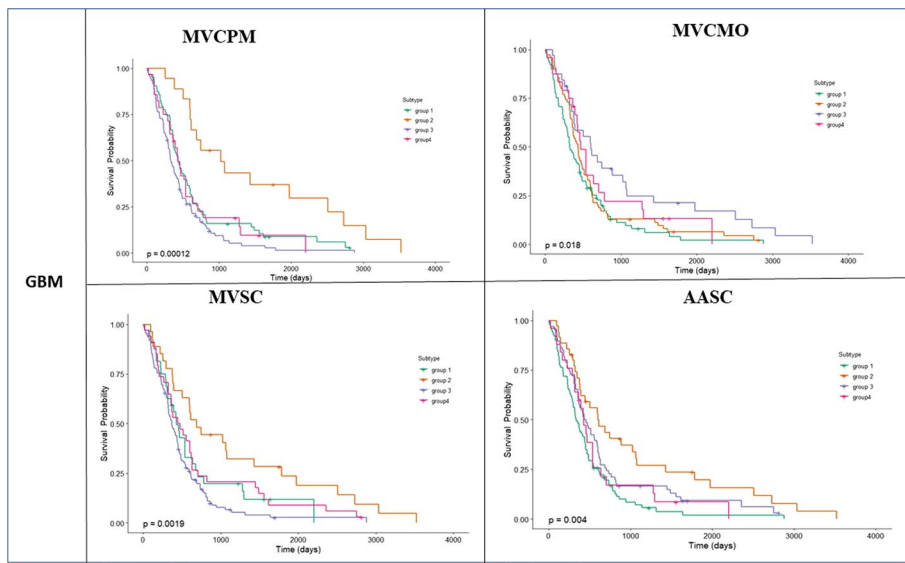 GBM
MVCPM
Survival Probability
1.00
0.75
0.50
0.25
0.00
p = 0.00012
0
1000
2000
3000
4000
Time (days)
Subtype
group 1
group 2
group 3
group4
MVCMO
Survival Probability
1.00
0.75
0.50
0.25
0.00
p = 0.018
0
1000
2000
3000
4000
Time (days)
Subtype
group 1
group 2
group 3
group4
MVSC
Survival Probability
1.00
0.75
0.50
0.25
0.00
p = 0.0019
0
1000
2000
3000
4000
Time (days)
Subtype
group 1
group 2
group 3
group4
AASC
Survival Probability
1.00
0.75
0.50
0.25
0.00
p = 0.004
0
1000
2000
3000
4000
Time (days)
Subtype
group 1
group 2
group 3
group4